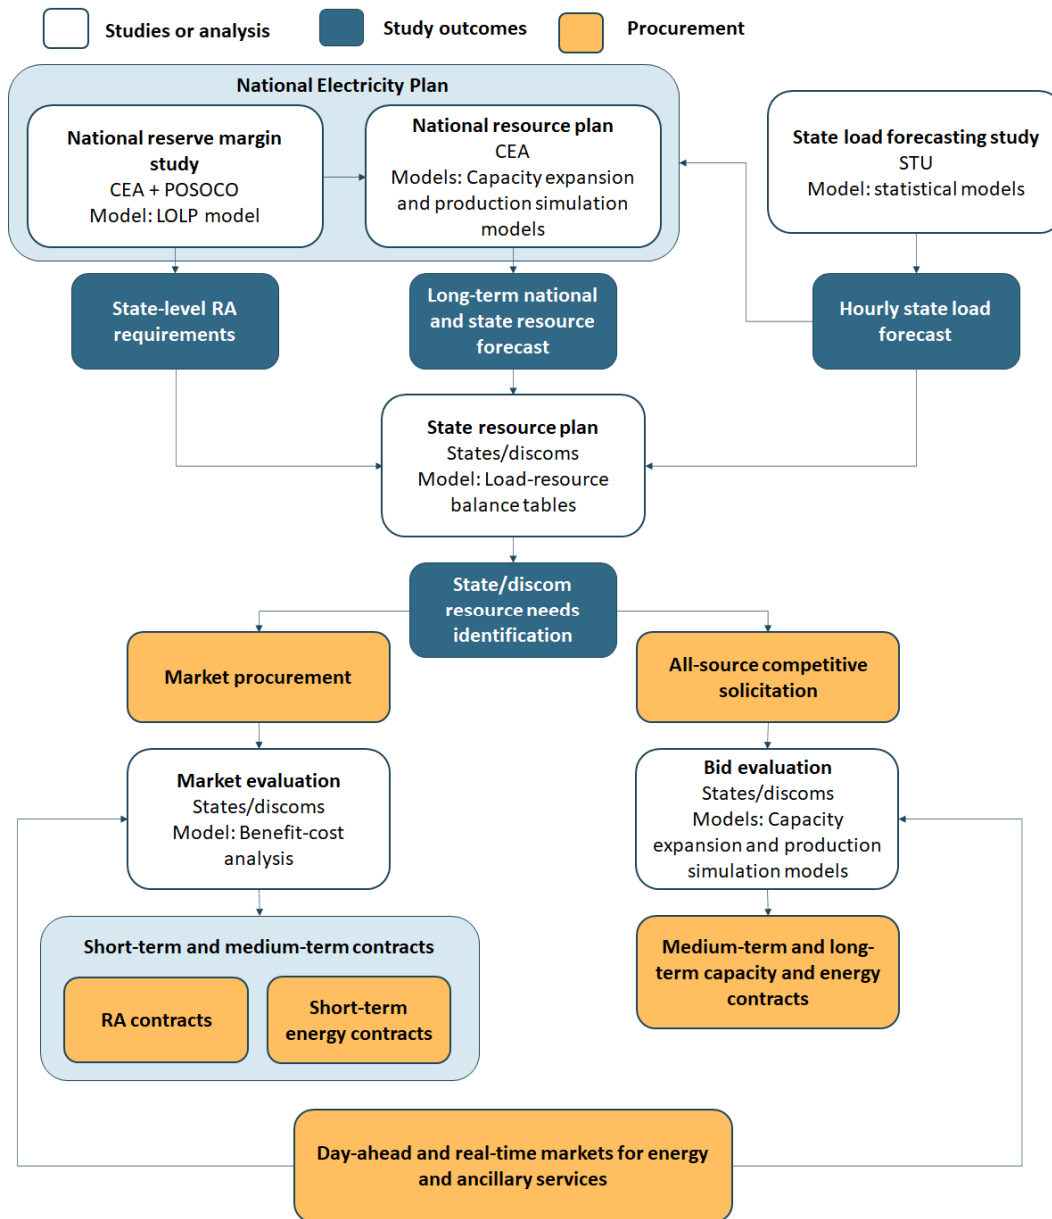 Studies or analysis
Study outcomes
Procurement
National Electricity Plan
National reserve margin
study
CEA + POSOCO
Model: LOLP model
National resource plan
CEA
Models: Capacity expansion
and production simulation
models
State load forecasting study
STU
Model: statistical models
State-level RA
requirements
Long-term national
and state resource
forecast
Hourly state load
forecast
State resource plan
States/discoms
Model: Load-resource
balance tables
State/discom
resource needs
identification
Market procurement
All-source competitive
solicitation
Market evaluation
States/discoms
Model: Benefit-cost
analysis
Bid evaluation
States/discoms
Models: Capacity
expansion and production
simulation models
Short-term and medium-term contracts
RA contracts
Short-term
energy contracts
Medium-term and long-
term capacity and energy
contracts
Day-ahead and real-time markets for energy
and ancillary services